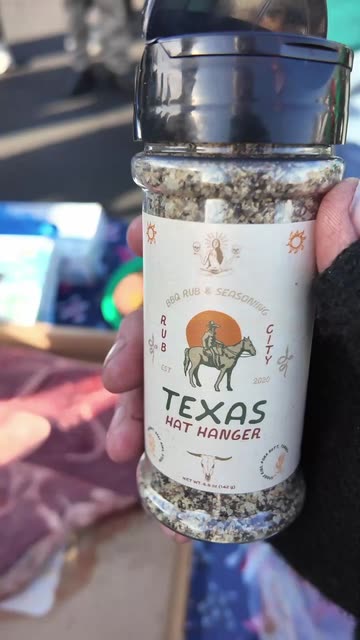 BBQ RUB & SEASONING
RUB
CITY
EST
2020
TEXAS
HAT HANGER